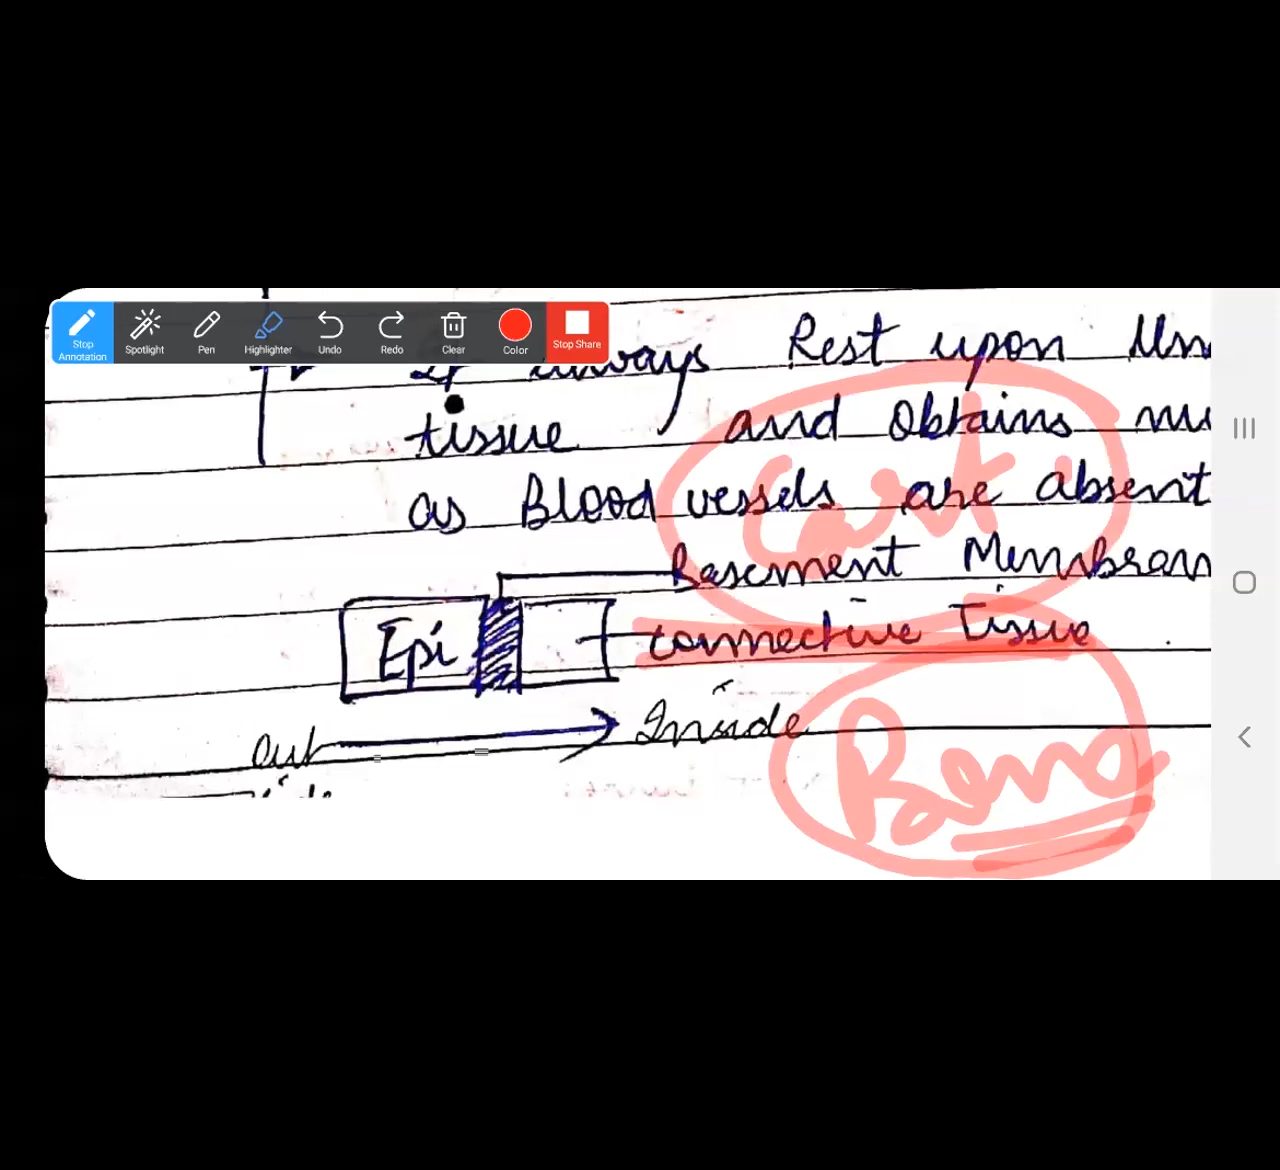 Stop Annotation
Spotlight
Pen
Highlighter
Undo
Redo
Clear
Color
Stop Share
always Rest upon
tissue and obtains
as Blood vessels are absent
Cart
Basement Membran
Epi
connective Tissue
out Inside
Bone